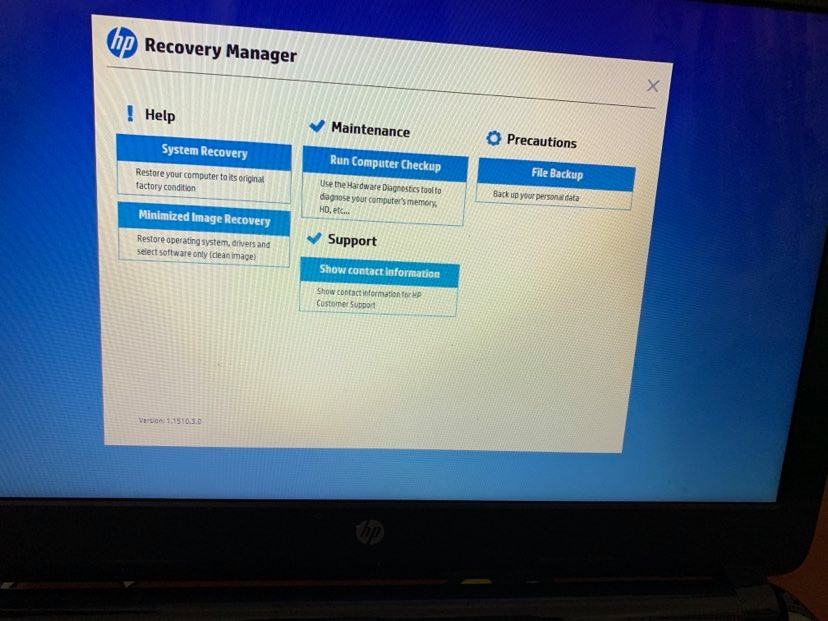 hp Recovery Manager
Help
System Recovery
Restore your computer to its original
factory condition
Minimized Image Recovery
Restore operating system, drivers and
select software only (clean image)
Maintenance
Run Computer Checkup
Use the Hardware Diagnostics tool to
diagnose your computer's memory,
HD, etc...
Support
Show contact information
Show contact information for HP
Customer Support
Precautions
File Backup
Back up your personal data
Version: 1.1510.3.0
hp